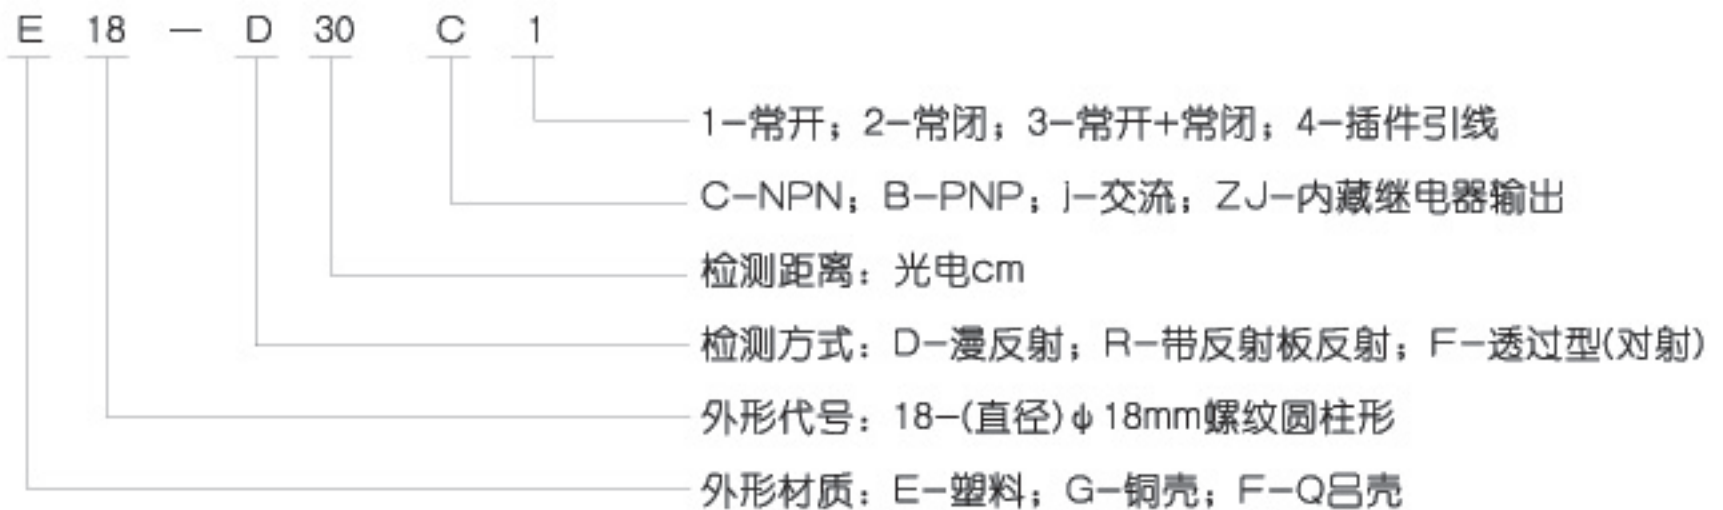 E 18 — D 30 C 1
1-常开；2-常闭；3-常开+常闭；4-插件引线
C-NPN；B-PNP；j-交流；ZJ-内藏继电器输出
检测距离：光电cm
检测方式：D-漫反射；R-带反射板反射；F-透过型(对射)
外形代号：18-(直径)ψ18mm螺纹圆柱形
外形材质：E-塑料；G-铜壳；F-Q吕壳